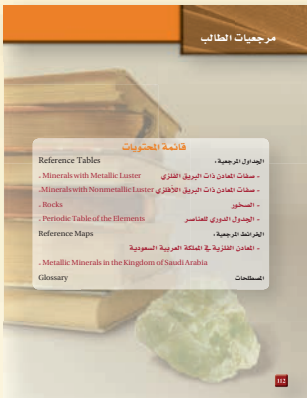 مرجعيات الطالب
قائمة المحتويات
الجداول المرجعية: Reference Tables
- صفات المعادن ذات البريق الفلزي Minerals with Metallic Luster .
- صفات المعادن ذات البريق اللافلزي Minerals with Nonmetallic Luster.
- الصخور Rocks .
- الجدول الدوري للعناصر Periodic Table of the Elements .
الخرائط المرجعية: Reference Maps
- المعادن الفلزية في المملكة العربية السعودية
Metallic Minerals in the Kingdom of Saudi Arabia .
المصطلحات Glossary
112